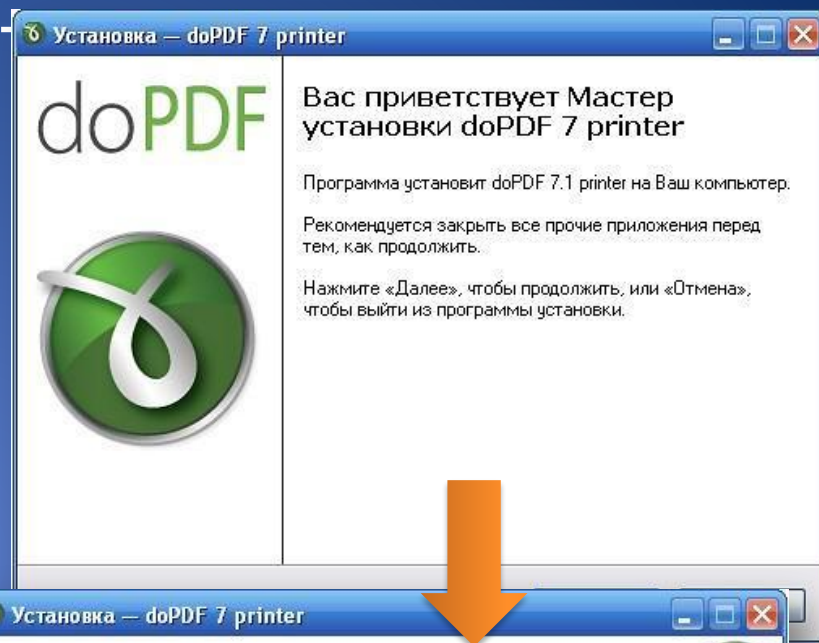 Установка — doPDF 7 printer
doPDF
Вас приветствует Мастер
установки doPDF 7 printer
Программа установит doPDF 7.1 printer на Ваш компьютер.
Рекомендуется закрыть все прочие приложения перед
тем, как продолжить.
Нажмите «Далее», чтобы продолжить, или «Отмена»,
чтобы выйти из программы установки.
Установка — doPDF 7 printer